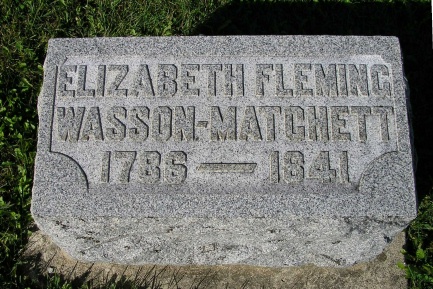 ELIZABETH FLEMING
WASSON-MATCHETT
1786 — 1841